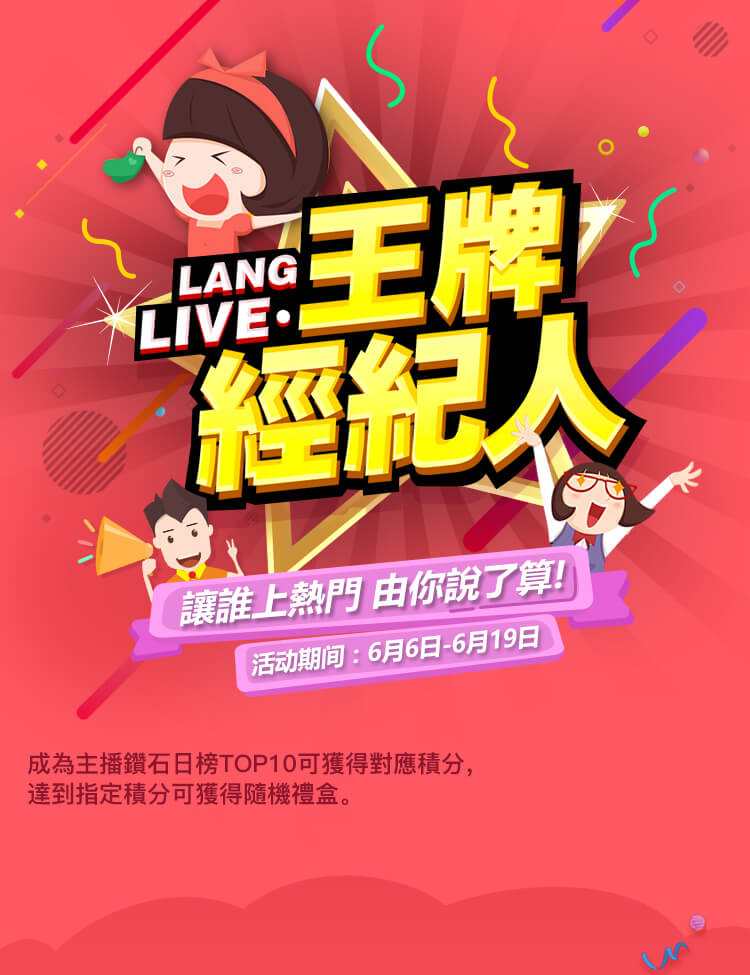 LANG
LIVE·王牌
經紀人
讓誰上熱門 由你說了算!
活动期间：6月6日-6月19日
成為主播鑽石日榜TOP10可獲得對應積分，
達到指定積分可獲得隨機禮盒。